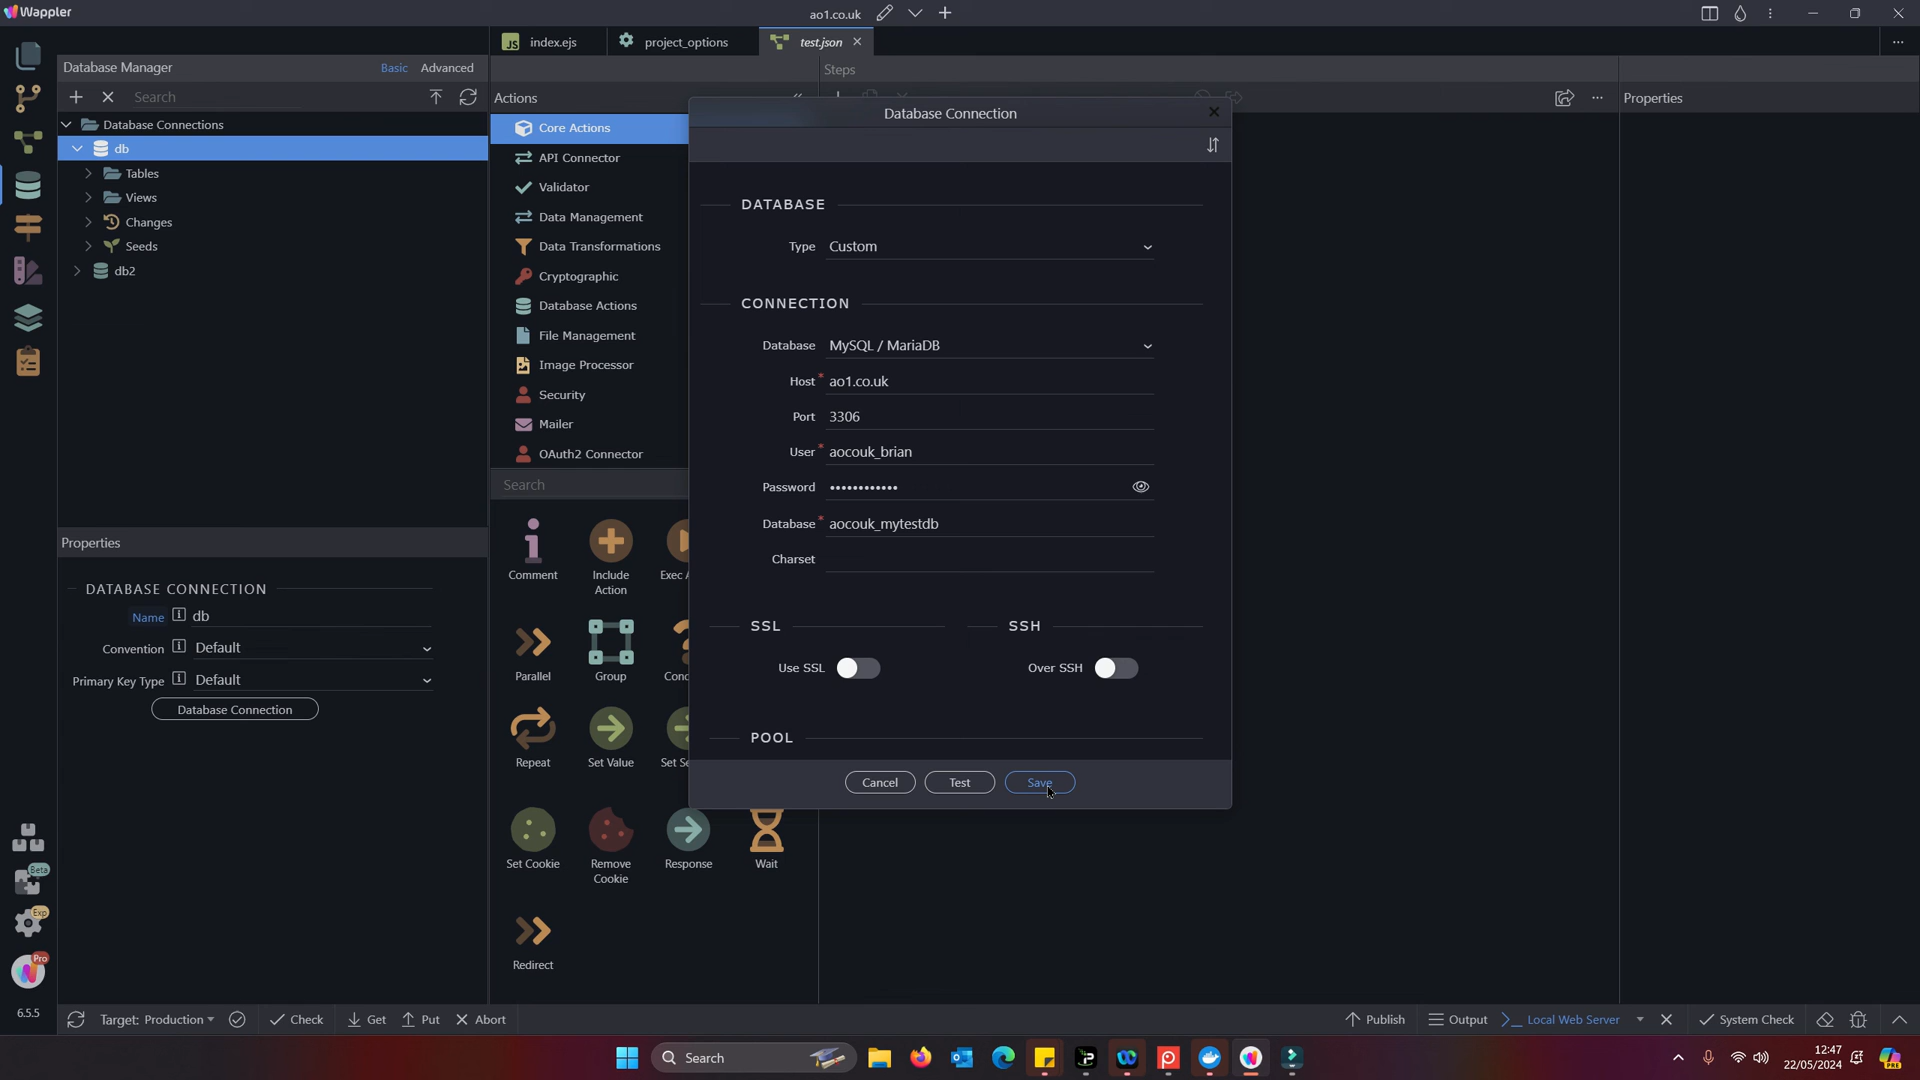 Wappler
ao1.co.uk
Database Manager
Basic
Advanced
Search
Database Connections
db
Tables
Views
Changes
Seeds
db2
Properties
DATABASE CONNECTION
Name
db
Convention
Default
Primary Key Type
Default
Database Connection
JS
index.ejs
project_options
test.json
Actions
Core Actions
API Connector
Validator
Data Management
Data Transformations
Cryptographic
Database Actions
File Management
Image Processor
Security
Mailer
OAuth2 Connector
Search
Comment
Include
Action
Exec
Parallel
Group
Repeat
Set Value
Set Cookie
Remove
Cookie
Response
Wait
Redirect
Steps
Properties
Database Connection
DATABASE
Type
Custom
CONNECTION
Database
MySQL / MariaDB
Host *
ao1.co.uk
Port
3306
User *
aocouk_brian
Password
••••••••••••
Database *
aocouk_mytestdb
Charset
SSL
SSH
Use SSL
Over SSH
POOL
Cancel
Test
Save
Beta
Exp
Pro
6.5.5
Target: Production
Check
Get
Put
Abort
Publish
Output
Local Web Server
System Check
Search
12:47
22/05/2024
PRE